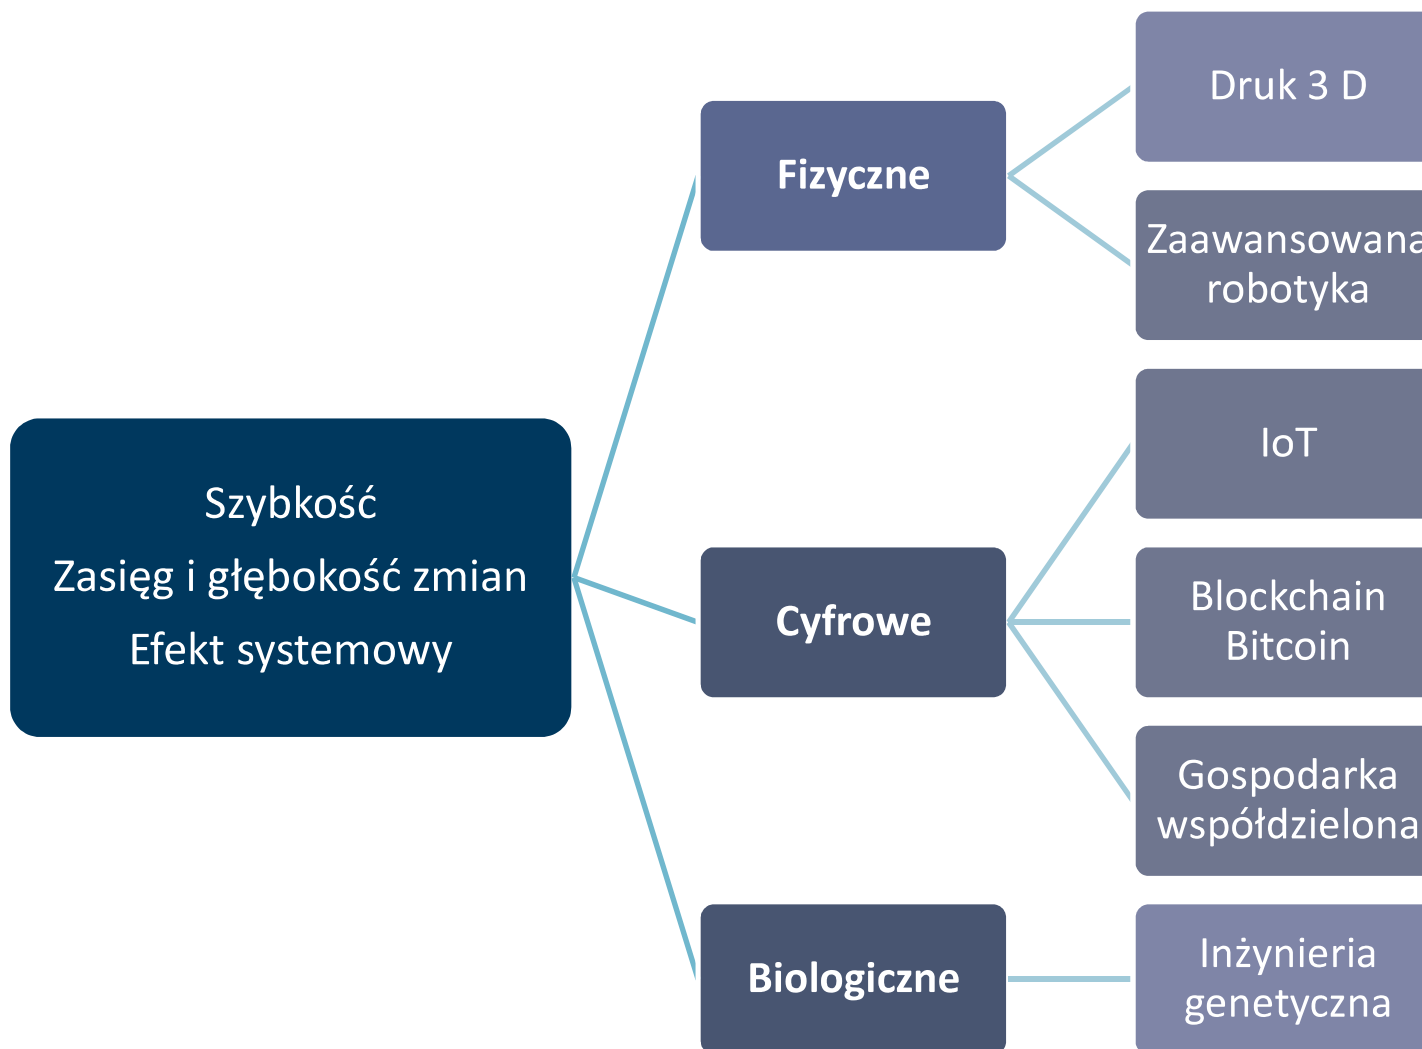 Szybkość
Zasięg i głębokość zmian
Efekt systemowy
Fizyczne
Druk 3 D
Zaawansowana
robotyka
Cyfrowe
IoT
Blockchain
Bitcoin
Gospodarka
współdzielona
Biologiczne
Inżynieria
genetyczna